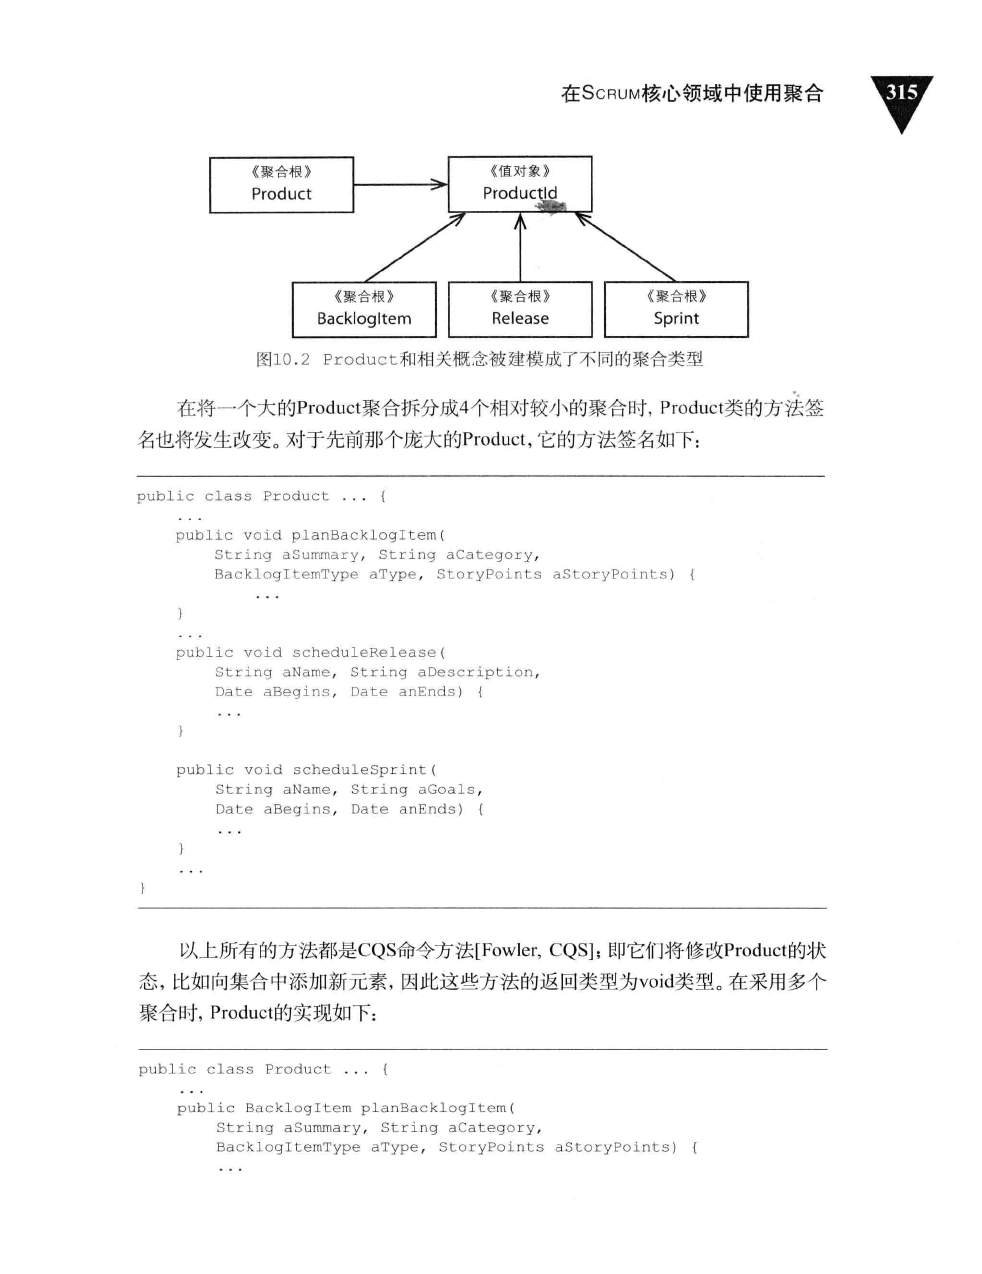 在SCRUM核心领域中使用聚合
315
《聚合根》
Product
《值对象》
ProductId
《聚合根》
BacklogItem
《聚合根》
Release
《聚合根》
Sprint
图10.2 Product和相关概念被建模成了不同的聚合类型
在将一个大的Product聚合拆分成4个相对较小的聚合时, Product类的方法签
名也将发生改变。对于先前那个庞大的Product, 它的方法签名如下:
public class Product ... {
...
public void planBacklogItem(
String aSummary, String aCategory,
BacklogItemType aType, StoryPoints aStoryPoints) {
...
}
...
public void scheduleRelease(
String aName, String aDescription,
Date aBegins, Date anEnds) {
...
}
public void scheduleSprint(
String aName, String aGoals,
Date aBegins, Date anEnds) {
...
}
...
}
以上所有的方法都是CQS命令方法[Fowler, CQS]; 即它们将修改Product的状
态, 比如向集合中添加新元素, 因此这些方法的返回类型为void类型。在采用多个
聚合时, Product的实现如下:
public class Product ... {
...
public BacklogItem planBacklogItem(
String aSummary, String aCategory,
BacklogItemType aType, StoryPoints aStoryPoints) {
...